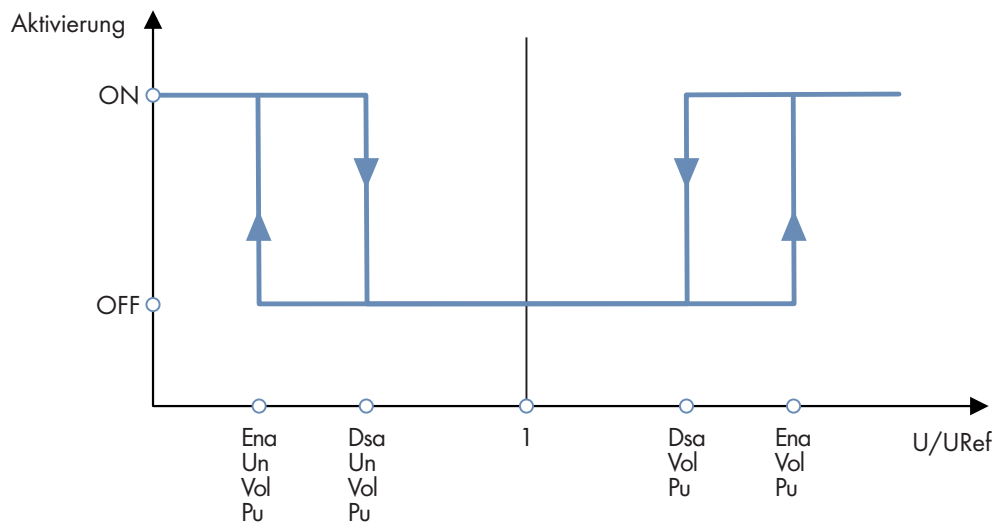 Aktivierung
ON
OFF
Ena
Un
Vol
Pu
Dsa
Un
Vol
Pu
1
Dsa
Vol
Pu
Ena
Vol
Pu
U/URef